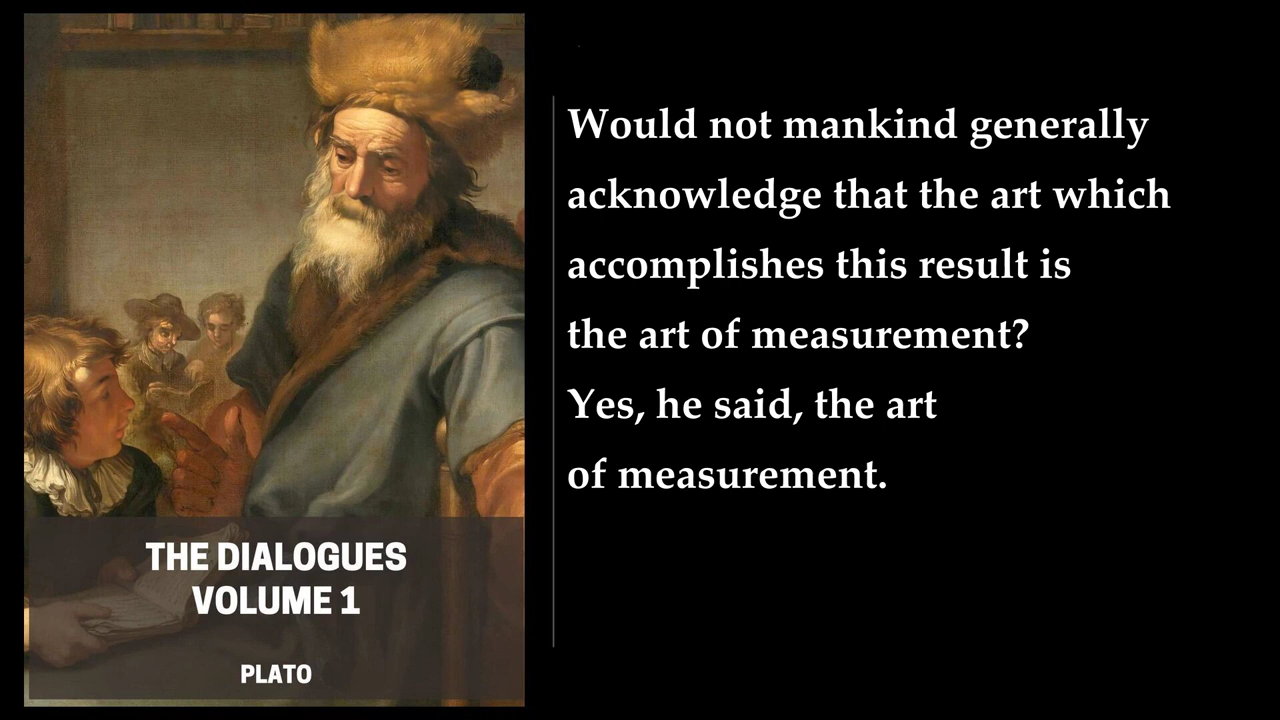 THE DIALOGUES
VOLUME 1
PLATO
Would not mankind generally
acknowledge that the art which
accomplishes this result is
the art of measurement?
Yes, he said, the art
of measurement.